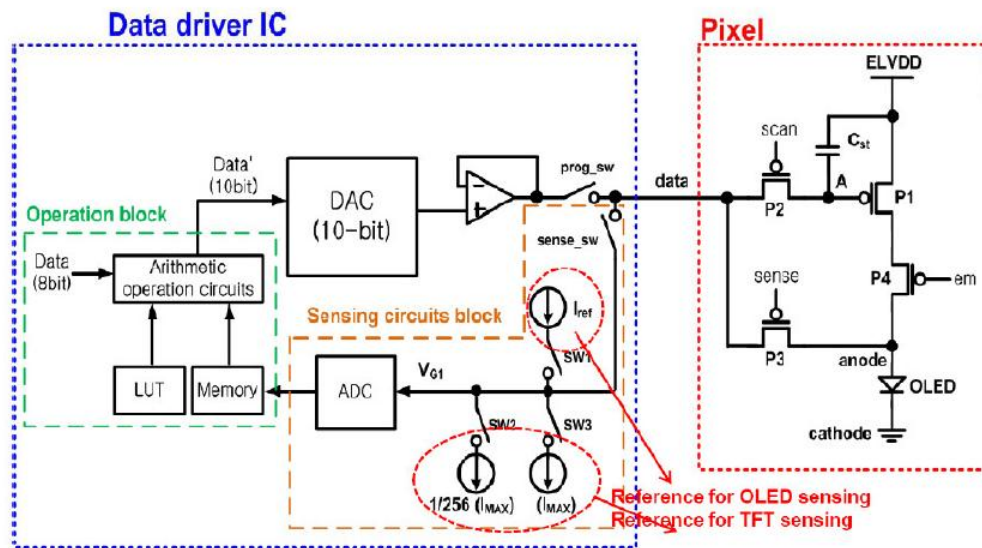 Data driver IC
Pixel
ELVDD
scan
Cst
Data'
(10bit)
DAC
(10-bit)
prog_sw
data
A
P1
P2
Operation block
sense_sw
Data
(8bit)
Arithmetic
operation circuits
sense
P4
em
Sensing circuits block
Iref
SW1
P3
anode
LUT
Memory
ADC
VG1
OLED
SW2
SW3
cathode
1/256 (IMAX)
(IMAX)
Reference for OLED sensing
Reference for TFT sensing